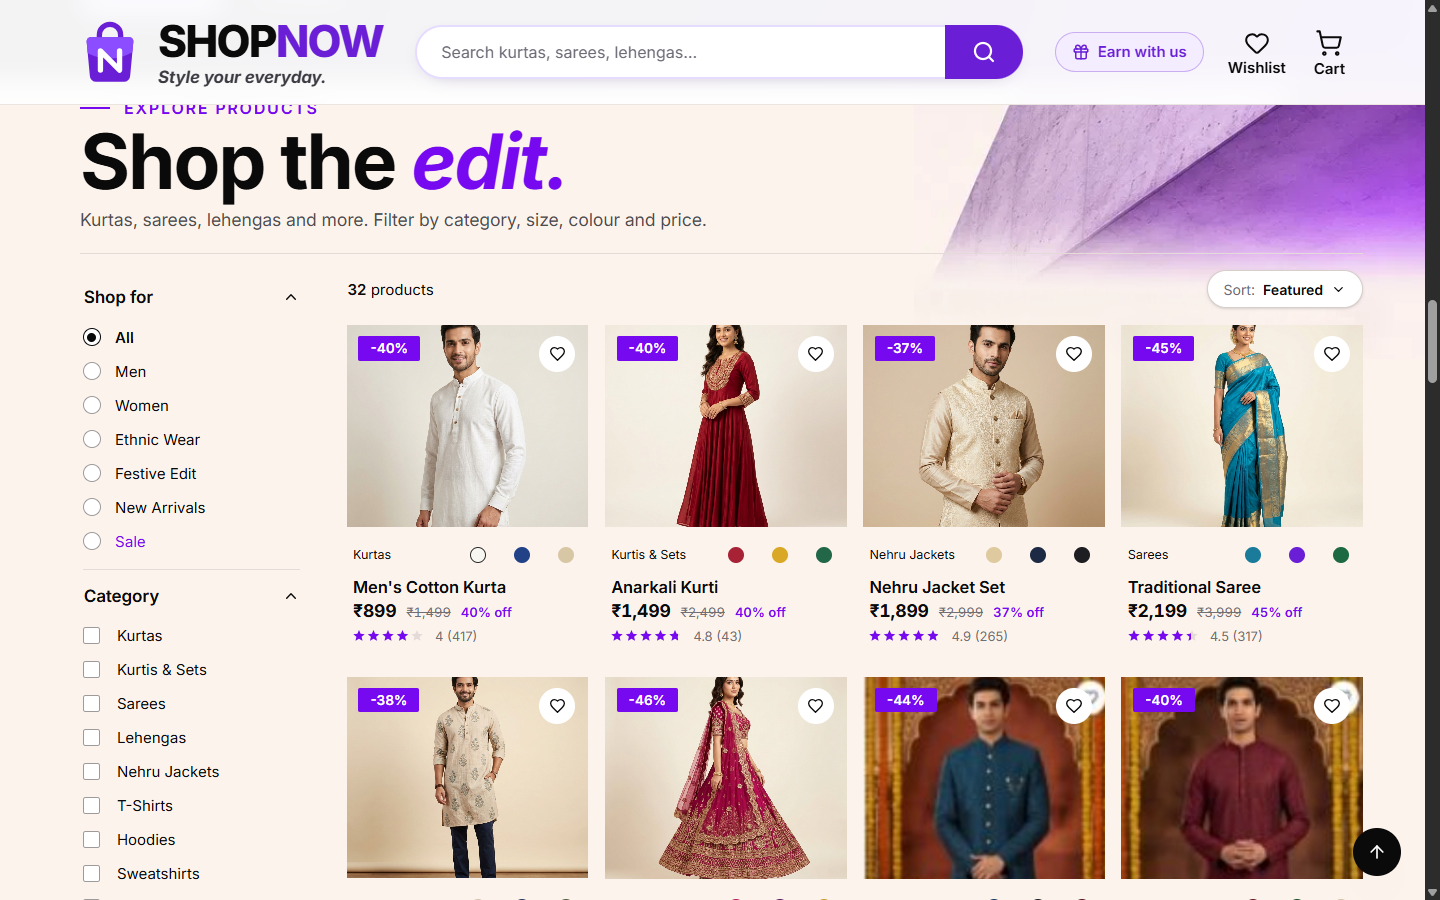 SHOPNOW
Style your everyday.
Search kurtas, sarees, lehengas...
Earn with us
Wishlist
Cart
EXPLORE PRODUCTS
Shop the edit.
Kurtas, sarees, lehengas and more. Filter by category, size, colour and price.
Shop for
All
Men
Women
Ethnic Wear
Festive Edit
New Arrivals
Sale
Category
Kurtas
Kurtis & Sets
Sarees
Lehengas
Nehru Jackets
T-Shirts
Hoodies
Sweatshirts
32 products
Sort: Featured
-40%
Kurtas
Men's Cotton Kurta
₹899 ₹1,499 40% off
4 (417)
-40%
Kurtis & Sets
Anarkali Kurti
₹1,499 ₹2,499 40% off
4.8 (43)
-37%
Nehru Jackets
Nehru Jacket Set
₹1,899 ₹2,999 37% off
4.9 (265)
-45%
Sarees
Traditional Saree
₹2,199 ₹3,999 45% off
4.5 (317)
-38%
-46%
-44%
-40%